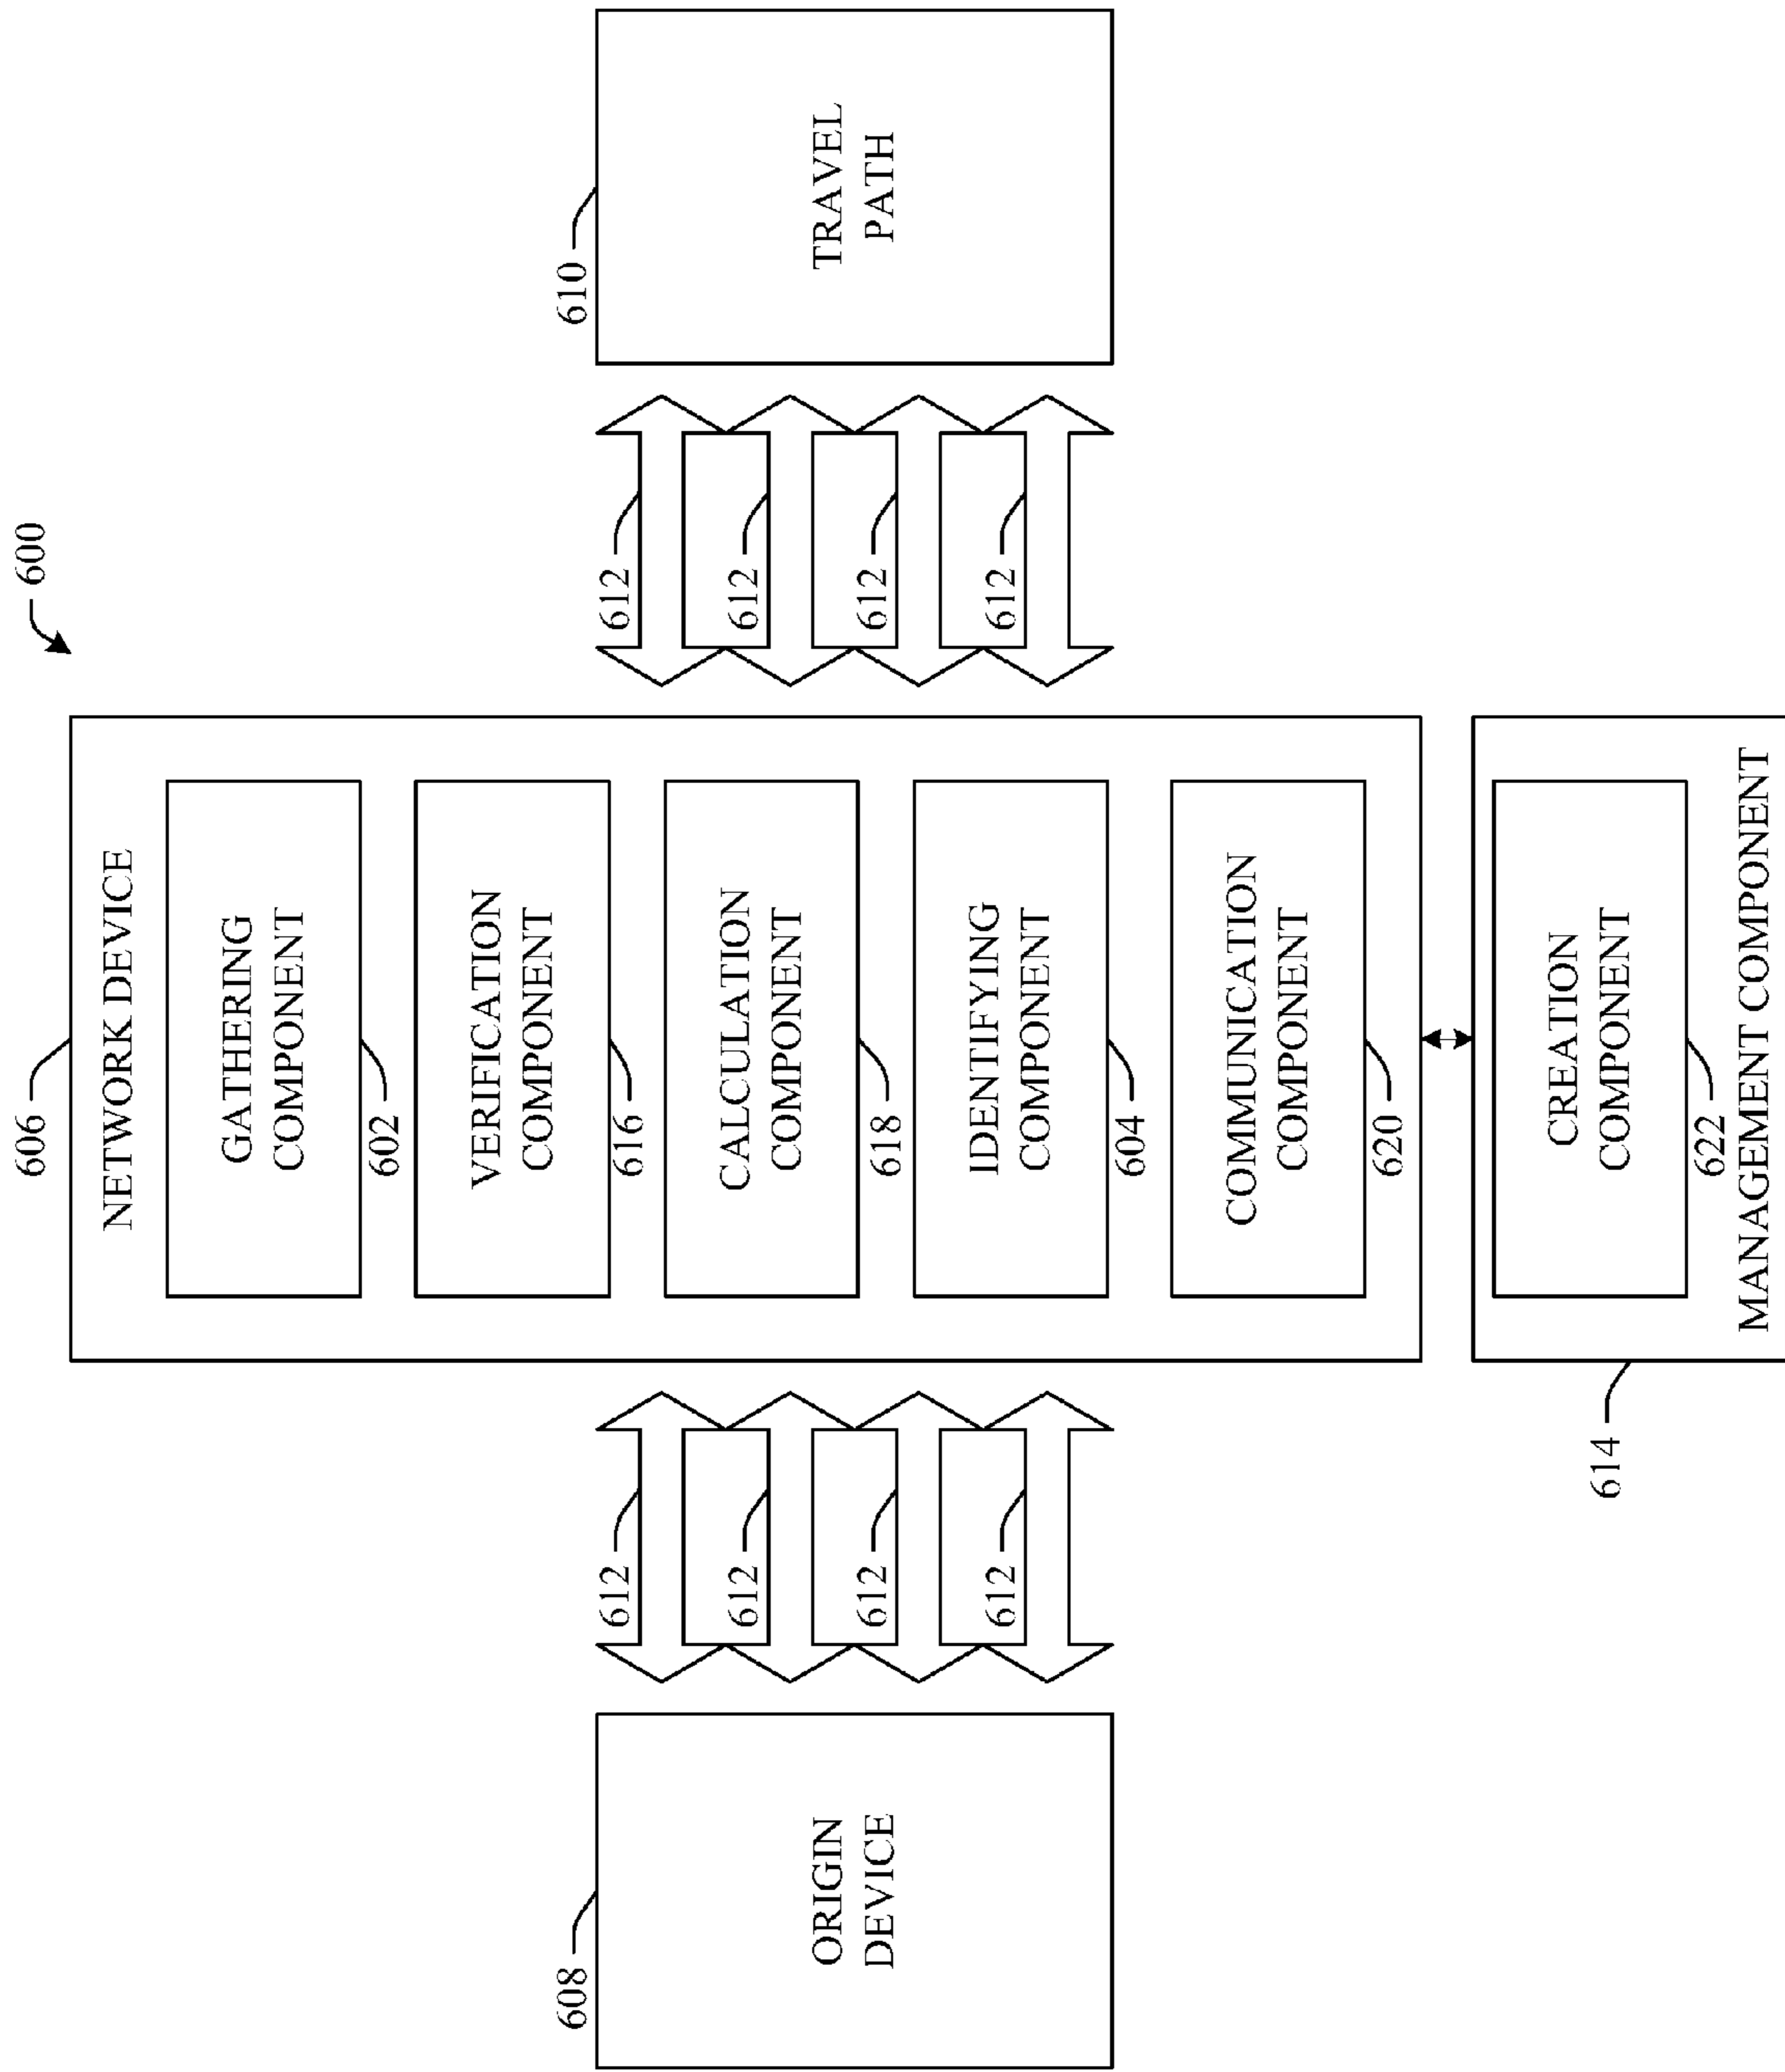 600
606
NETWORK DEVICE
GATHERING
COMPONENT
602
VERIFICATION
COMPONENT
616
CALCULATION
COMPONENT
618
IDENTIFYING
COMPONENT
604
COMMUNICATION
COMPONENT
620
608
ORIGIN
DEVICE
612
612
612
612
612
612
612
612
610
TRAVEL
PATH
614
CREATION
COMPONENT
622
MANAGEMENT COMPONENT